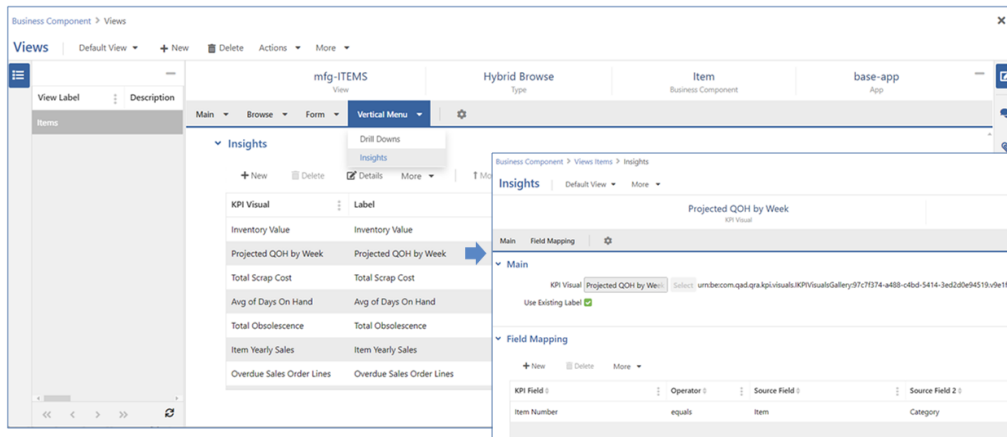 Business Component > Views
Views Default View + New Delete Actions More
View Label Description
Items
mfg-ITEMS Hybrid Browse Item base-app
View Type Business Component App
Main Browse Form Vertical Menu
Drill Downs
Insights
Insights
+ New Delete Details More
KPI Visual Label
Inventory Value Inventory Value
Projected QOH by Week Projected QOH by Week
Total Scrap Cost Total Scrap Cost
Avg of Days On Hand Avg of Days On Hand
Total Obsolescence Total Obsolescence
Item Yearly Sales Item Yearly Sales
Overdue Sales Order Lines Overdue Sales Order Lines
Business Component > Views Items > Insights
Insights Default View More
Projected QOH by Week
KPI Visual
Main Field Mapping
Main
KPI Visual Projected QOH by Week Select urn:be:com.qad.qra.kpi.visuals.IKPIVisualsGallery:97c7f374-a488-c4bd-5414-3ed2d0e94519.v9e1f
Use Existing Label
Field Mapping
+ New Delete More
KPI Field Operator Source Field Source Field 2
Item Number equals Item Category